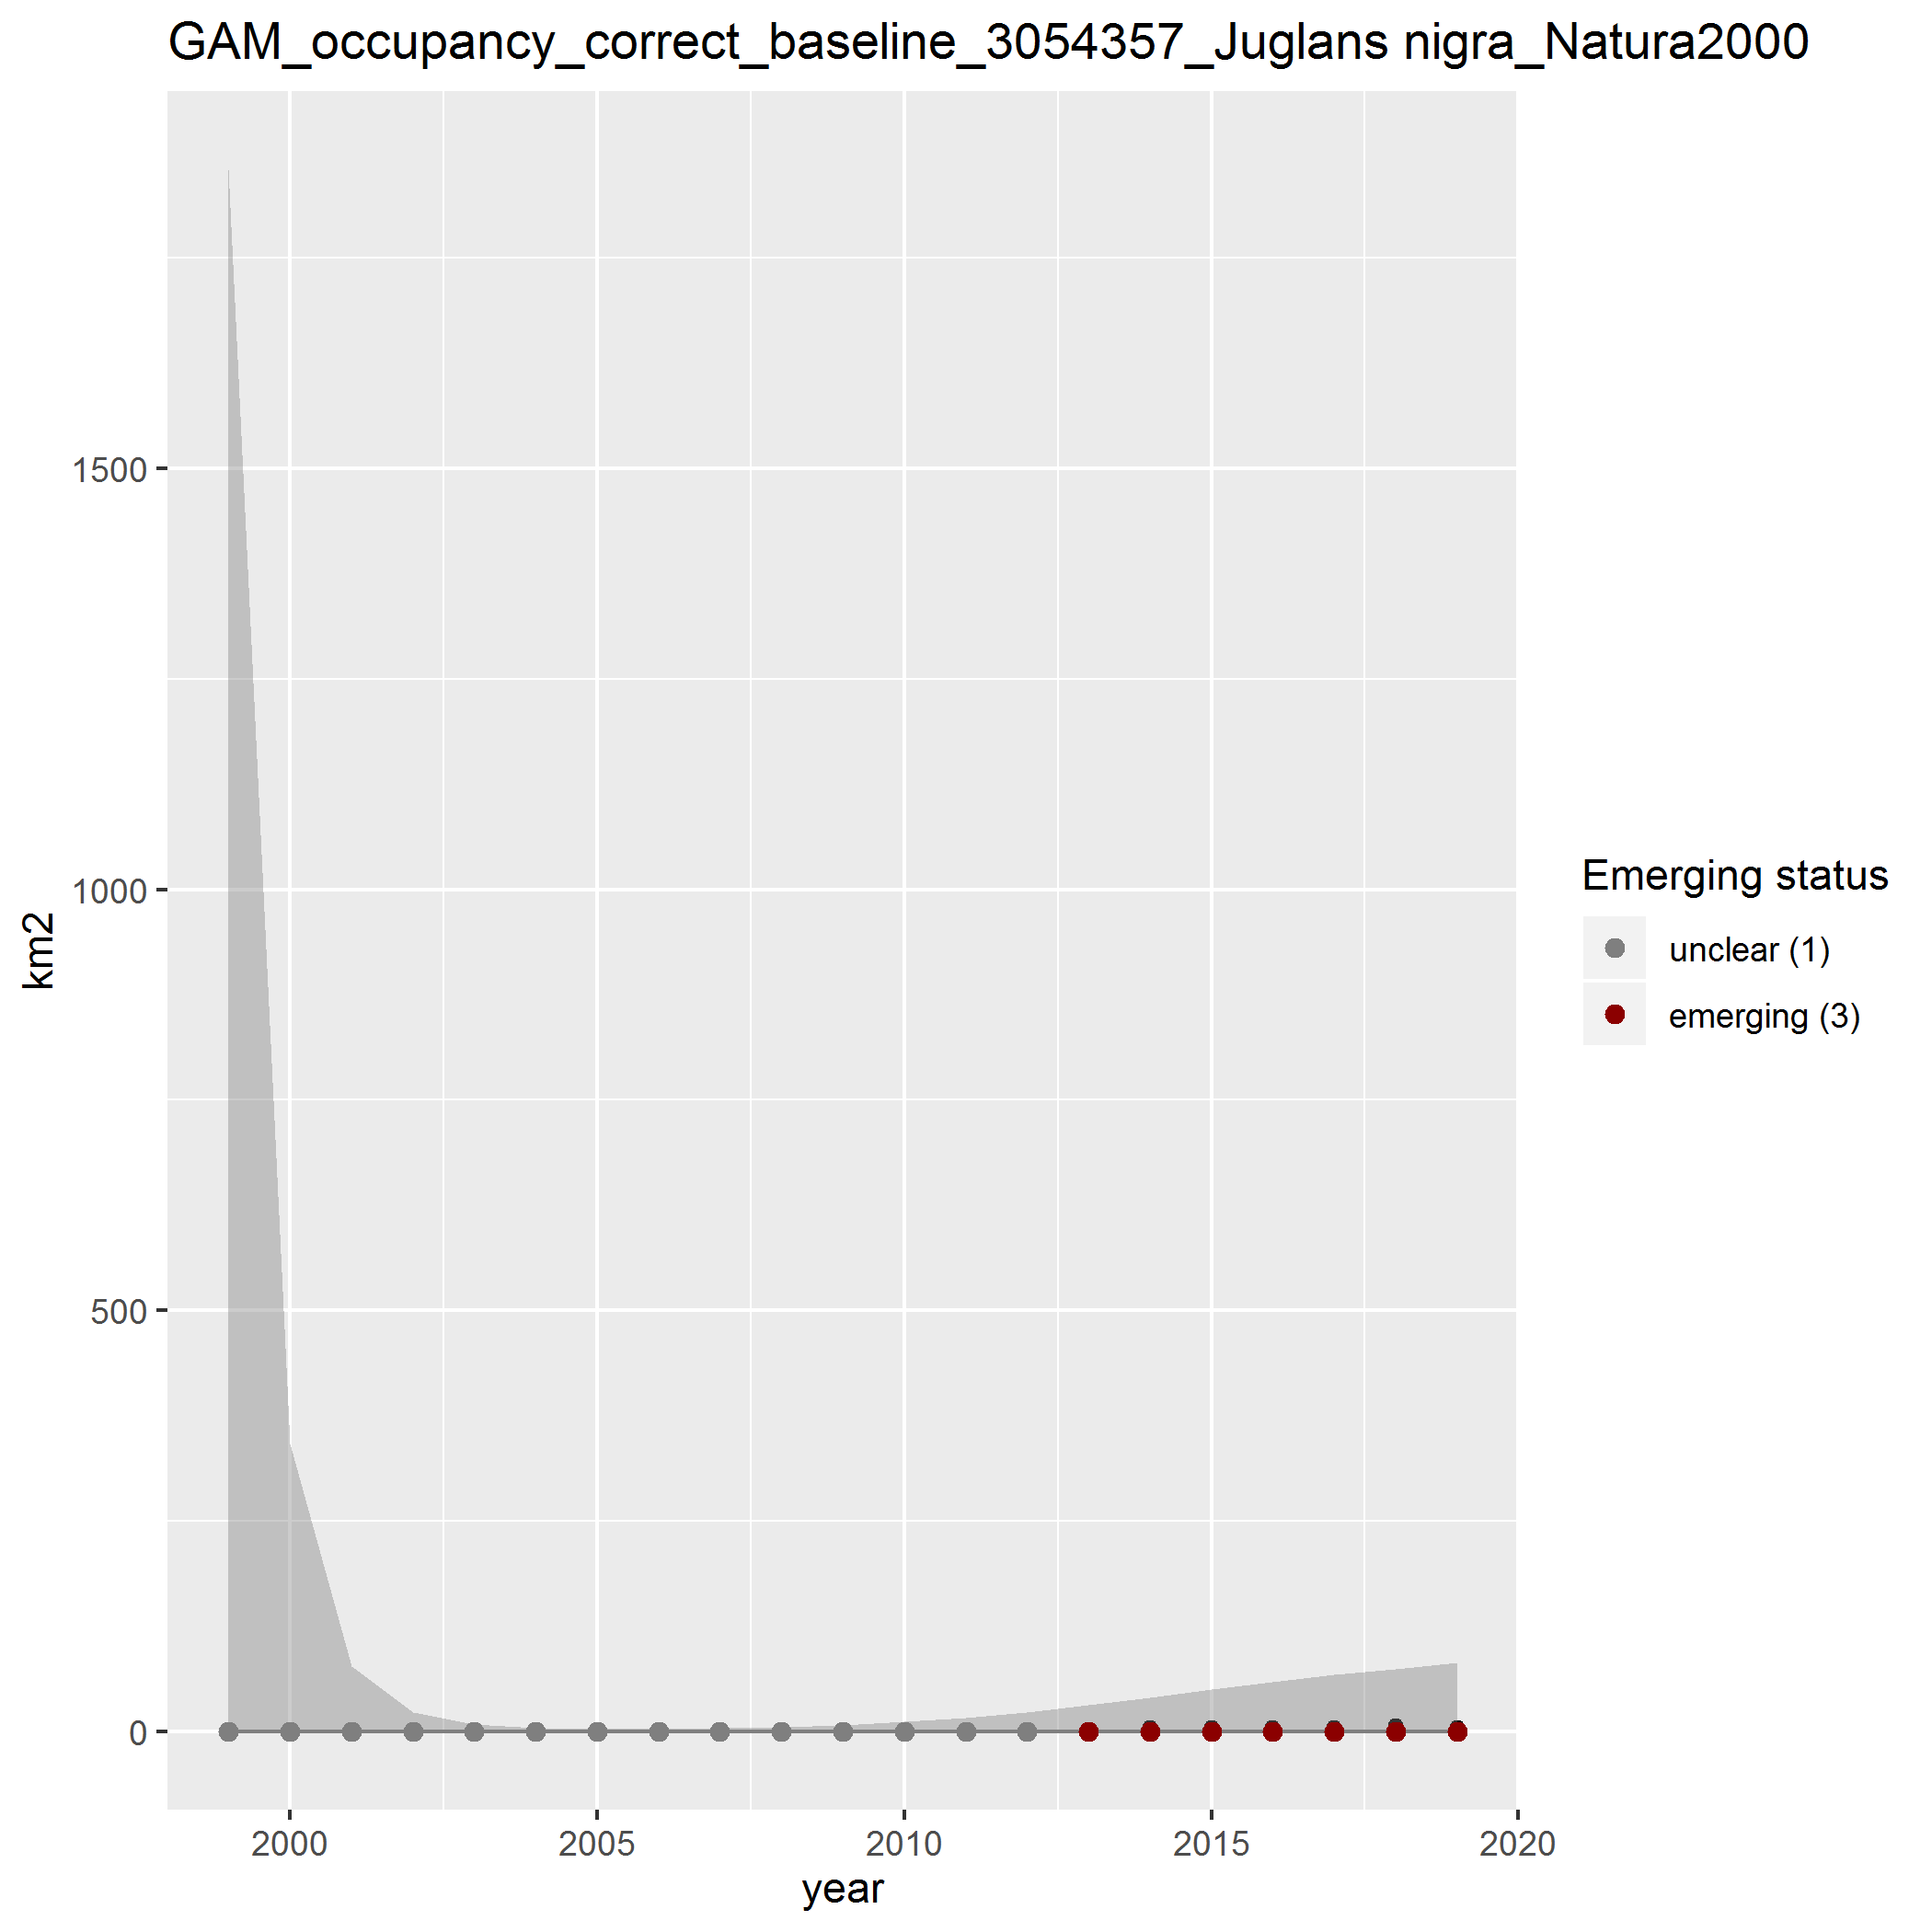 GAM_occupancy_correct_baseline_3054357_Juglans nigra_Natura2000
1500
1000
500
0
km2
2000
2005
2010
2015
2020
year
Emerging status
unclear (1)
emerging (3)